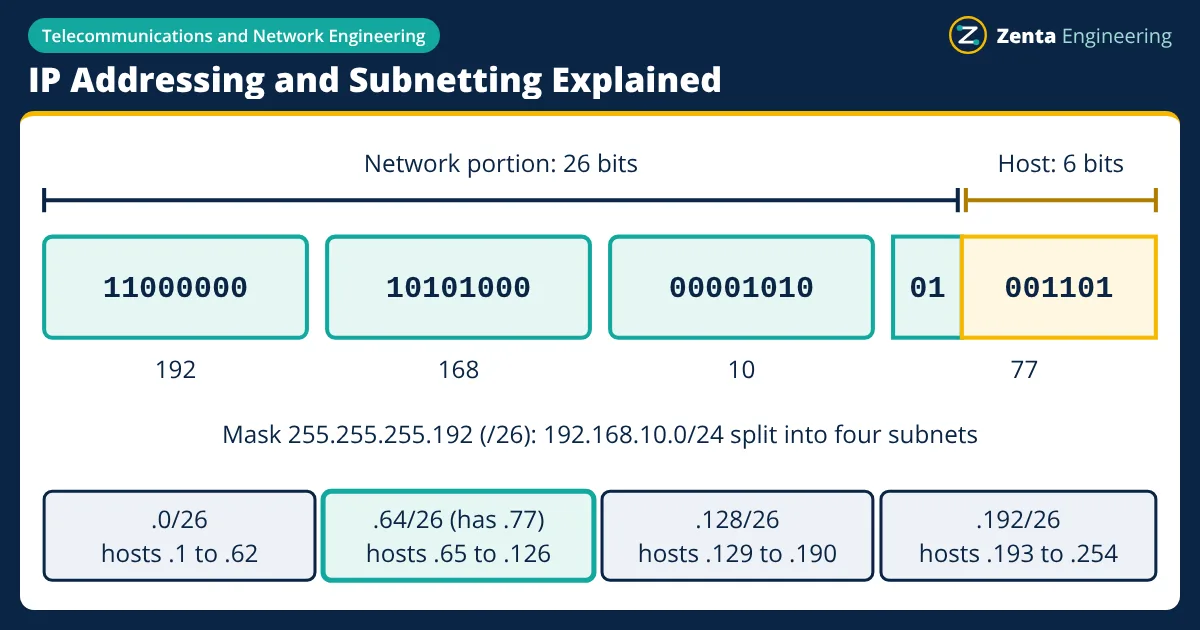 Telecommunications and Network Engineering
Zenta Engineering
IP Addressing and Subnetting Explained
Network portion: 26 bits
Host: 6 bits
11000000
10101000
00001010
01
001101
192
168
10
77
Mask 255.255.255.192 (/26): 192.168.10.0/24 split into four subnets
.0/26
hosts .1 to .62
.64/26 (has .77)
hosts .65 to .126
.128/26
hosts .129 to .190
.192/26
hosts .193 to .254